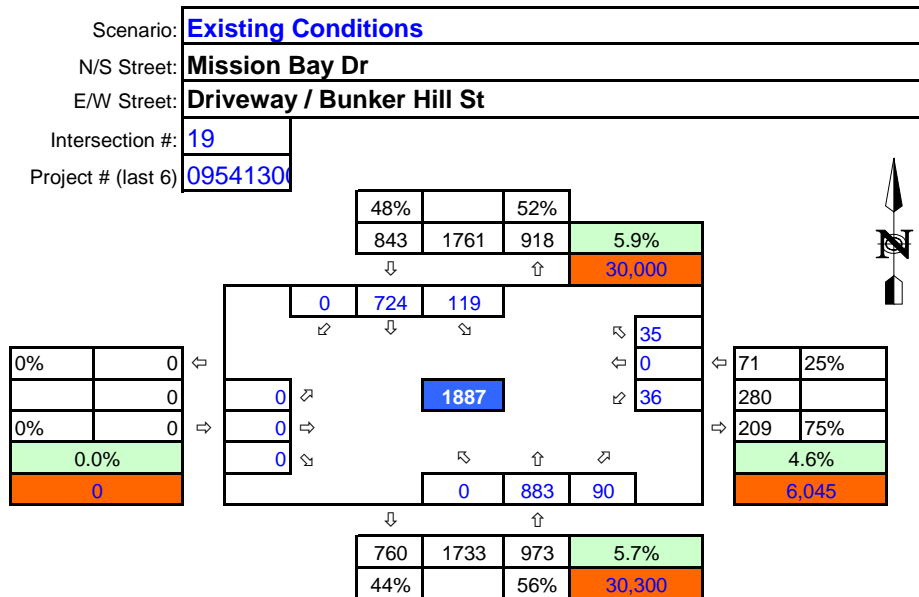 Scenario: Existing Conditions
N/S Street: Mission Bay Dr
E/W Street: Driveway / Bunker Hill St
Intersection #: 19
Project # (last 6) 09541300
N
48% 52%
843 1761 918 5.9%
⇩ ⇧ 30,000
0 724 119
⬃ ⇩ ⬂
⬁ 35
0% 0 ⇦ ⇦ 0 ⇦ 71 25%
0 0 ⬀ 1887 ⬃ 36 280
0% 0 ⇨ 0 ⇨ ⇨ 209 75%
0.0% 0 ⬂ ⬁ ⇧ ⬀ 4.6%
0 0 883 90 6,045
⇩ ⇧
760 1733 973 5.7%
44% 56% 30,300